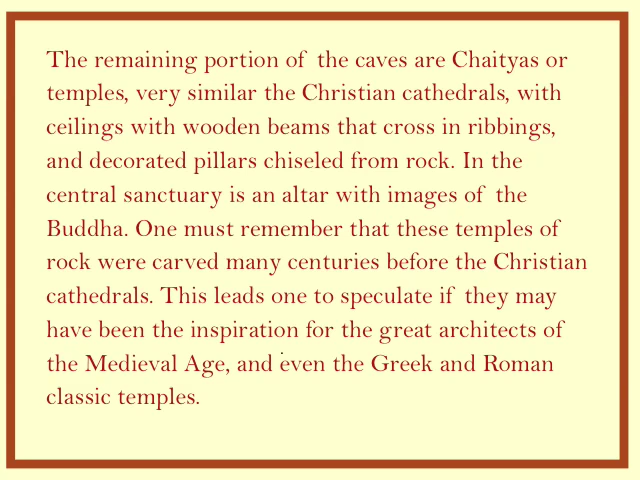 The remaining portion of the caves are Chaityas or
temples, very similar the Christian cathedrals, with
ceilings with wooden beams that cross in ribbings,
and decorated pillars chiseled from rock. In the
central sanctuary is an altar with images of the
Buddha. One must remember that these temples of
rock were carved many centuries before the Christian
cathedrals. This leads one to speculate if they may
have been the inspiration for the great architects of
the Medieval Age, and even the Greek and Roman
classic temples.